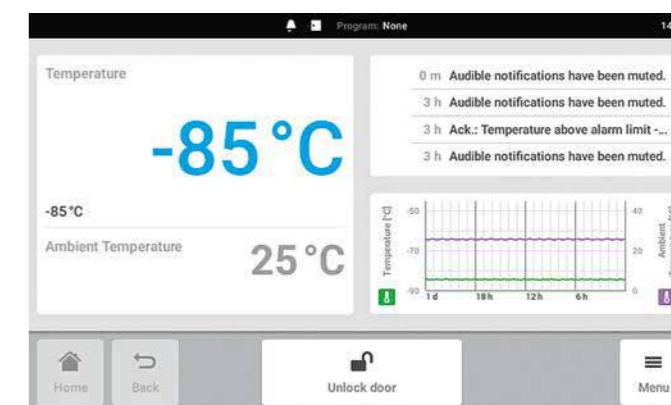 Program: None
14
Temperature
-85°C
-85°C
Ambient Temperature
25°C
0 m Audible notifications have been muted.
3 h Audible notifications have been muted.
3 h Ack.: Temperature above alarm limit -...
3 h Audible notifications have been muted.
Temperature [°C]
-50
-70
-90
1 d
18 h
12 h
6 h
40
20
0
Ambient
Home
Back
Unlock door
Menu